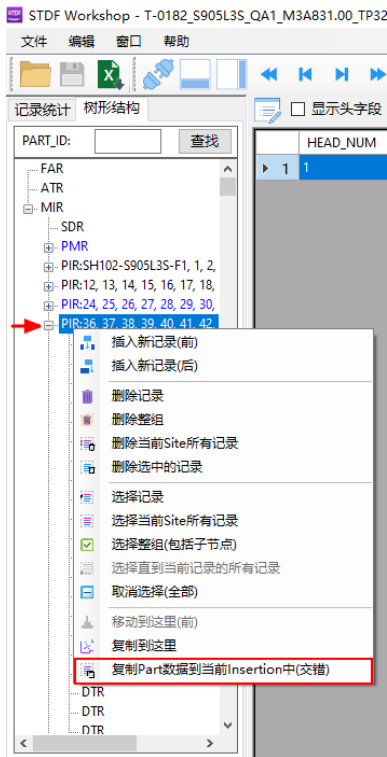 STDF Workshop - T-0182_S905L3S_QA1_M3A831.00_TP32
文件 编辑 窗口 帮助
记录统计 树形结构
显示头字段
PART_ID: 查找
HEAD_NUM
1 1
FAR
ATR
MIR
SDR
PMR
PIR:SH102-S905L3S-F1, 1, 2,
PIR:12, 13, 14, 15, 16, 17, 18,
PIR:24, 25, 26, 27, 28, 29, 30,
PIR:36, 37, 38, 39, 40, 41, 42,
插入新记录(前)
插入新记录(后)
删除记录
删除整组
删除当前Site所有记录
删除选中的记录
选择记录
选择当前Site所有记录
选择整组(包括子节点)
选择直到当前记录的所有记录
取消选择(全部)
移动到这里(前)
复制到这里
复制Part数据到当前Insertion中(交错)
DTR
DTR
DTR